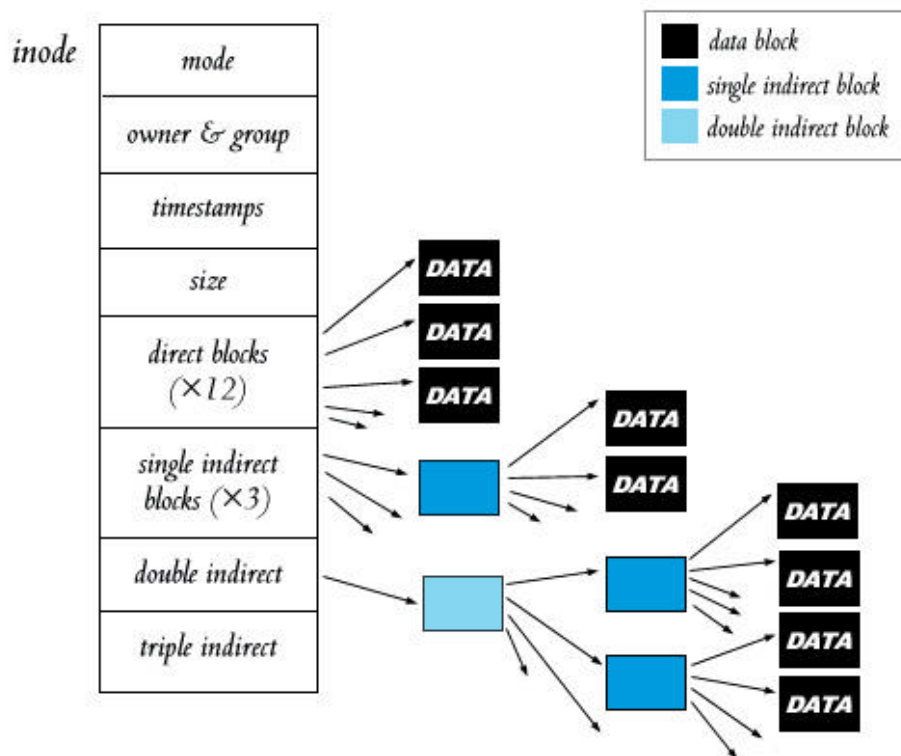 inode
mode
owner & group
timestamps
size
direct blocks
(×12)
single indirect
blocks (×3)
double indirect
triple indirect
data block
single indirect block
double indirect block
DATA
DATA
DATA
DATA
DATA
DATA
DATA
DATA
DATA